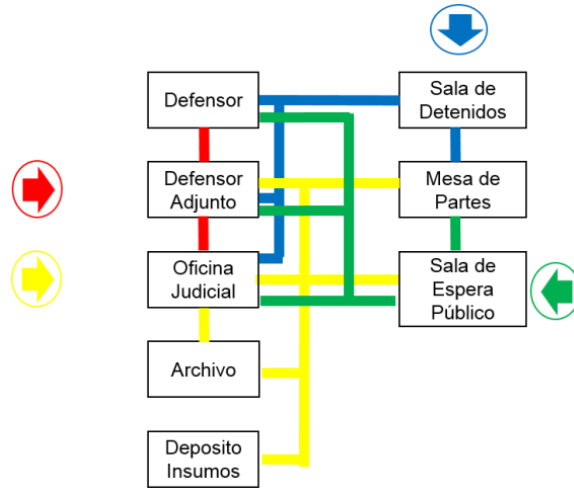 Defensor
Sala de
Detenidos
Defensor
Adjunto
Mesa de
Partes
Oficina
Judicial
Sala de
Espera
Público
Archivo
Deposito
Insumos